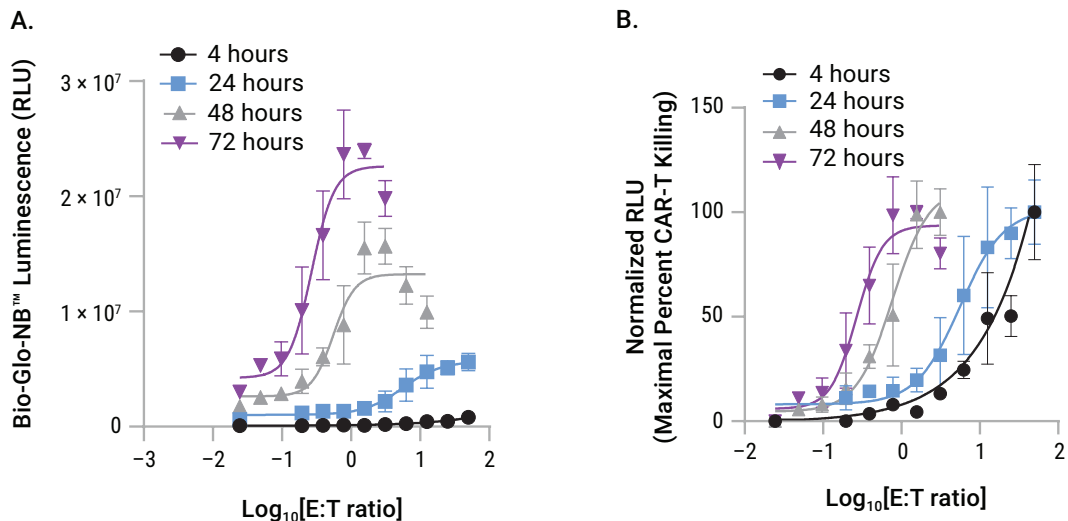 A.
4 hours
24 hours
48 hours
72 hours
Bio-Glo-NB™ Luminescence (RLU)
3 × 10⁷
2 × 10⁷
1 × 10⁷
0
−3
−2
−1
0
1
2
Log₁₀[E:T ratio]
B.
4 hours
24 hours
48 hours
72 hours
Normalized RLU
(Maximal Percent CAR-T Killing)
150
100
50
0
−2
−1
0
1
2
Log₁₀[E:T ratio]